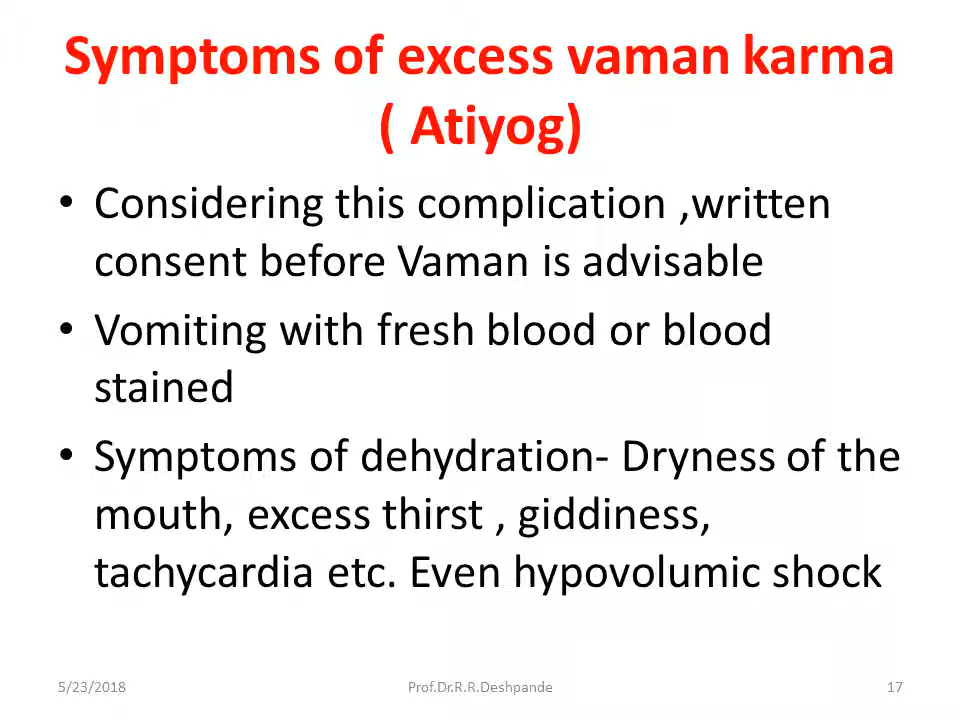 Symptoms of excess vaman karma
( Atiyog)
• Considering this complication ,written
consent before Vaman is advisable
• Vomiting with fresh blood or blood
stained
• Symptoms of dehydration- Dryness of the
mouth, excess thirst , giddiness,
tachycardia etc. Even hypovolumic shock
5/23/2018 Prof.Dr.R.R.Deshpande 17